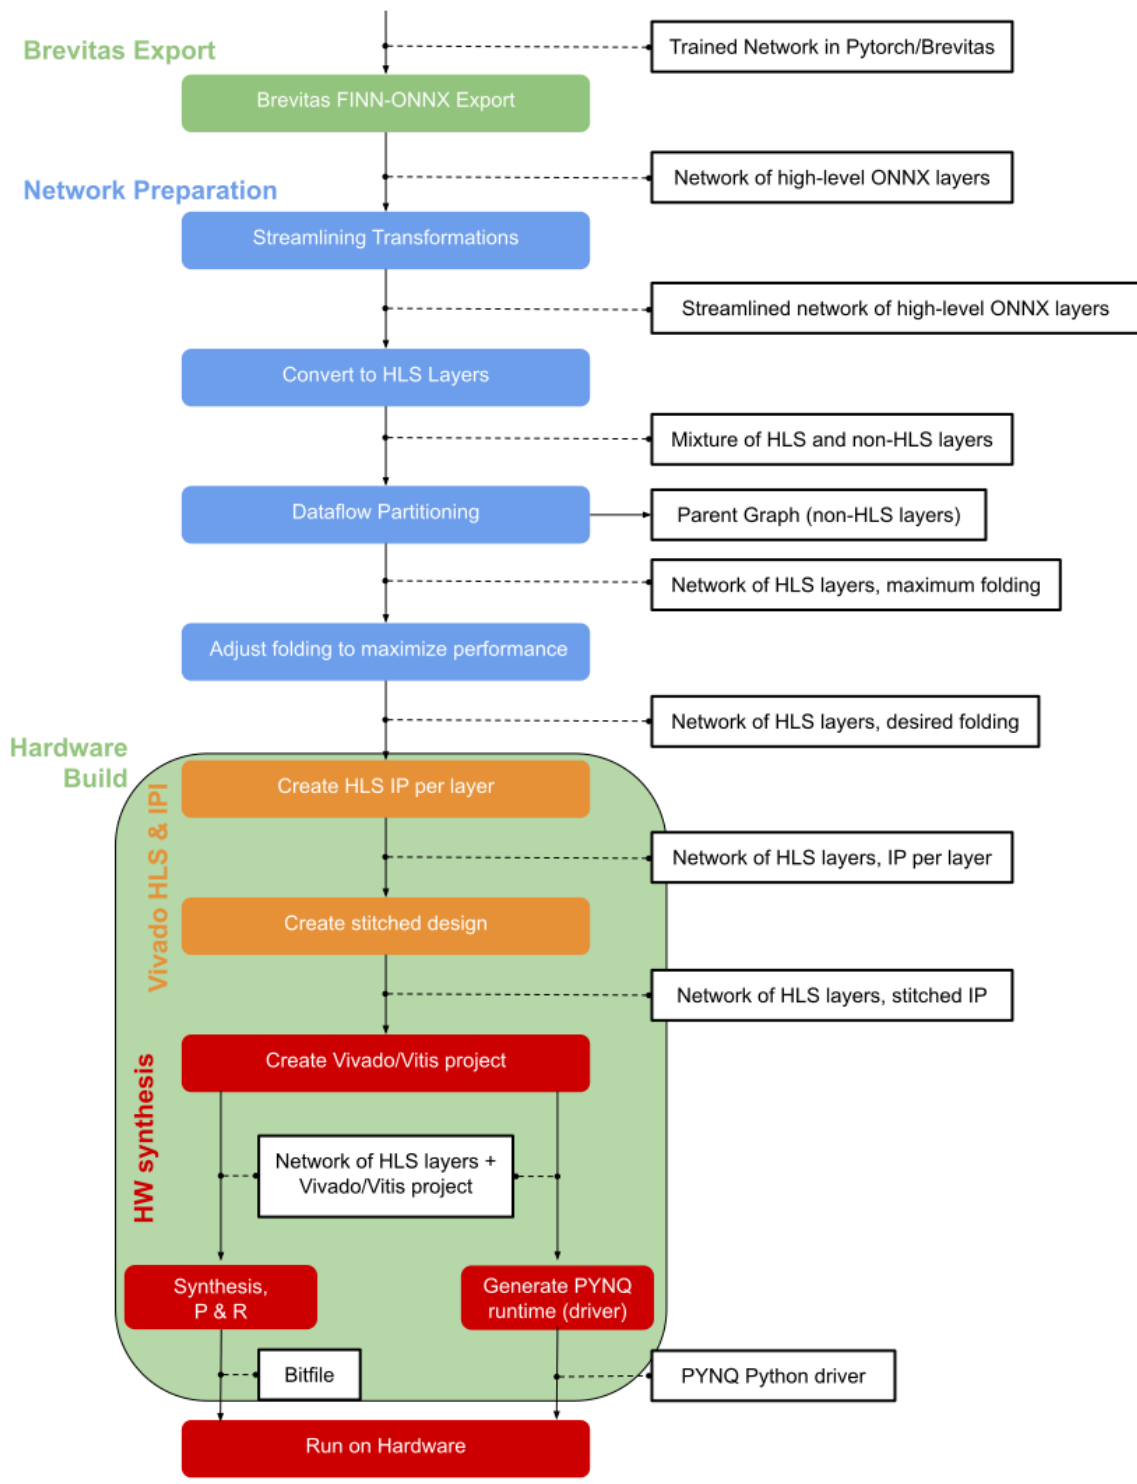 Brevitas Export
Trained Network in Pytorch/Brevitas
Brevitas FINN-ONNX Export
Network of high-level ONNX layers
Network Preparation
Streamlining Transformations
Streamlined network of high-level ONNX layers
Convert to HLS Layers
Mixture of HLS and non-HLS layers
Dataflow Partitioning
Parent Graph (non-HLS layers)
Network of HLS layers, maximum folding
Adjust folding to maximize performance
Network of HLS layers, desired folding
Hardware
Build
Vivado HLS & IPI
Create HLS IP per layer
Network of HLS layers, IP per layer
Create stitched design
Network of HLS layers, stitched IP
HW synthesis
Create Vivado/Vitis project
Network of HLS layers +
Vivado/Vitis project
Synthesis,
P & R
Generate PYNQ
runtime (driver)
Bitfile
PYNQ Python driver
Run on Hardware